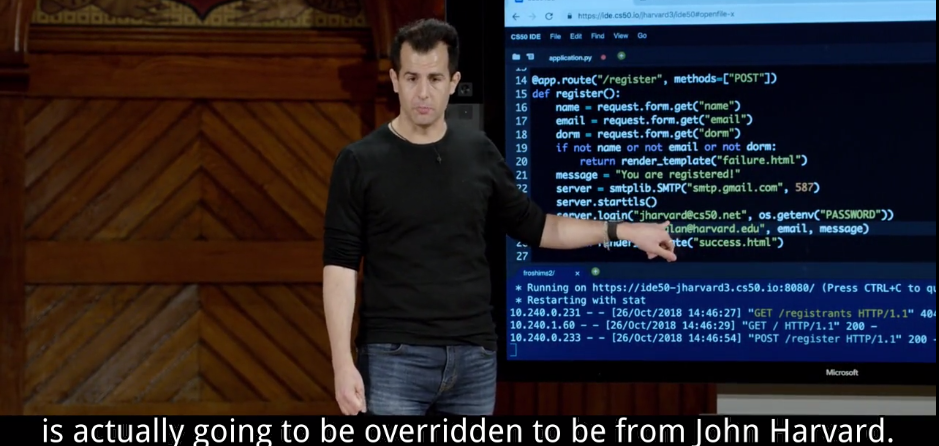 https://ide.cs50.io/jharvard3/ide50#openfile-x
CS50 IDE File Edit Find View Go
application.py
14 @app.route("/register", methods=["POST"])
15 def register():
16 name = request.form.get("name")
17 email = request.form.get("email")
18 dorm = request.form.get("dorm")
19 if not name or not email or not dorm:
20 return render_template("failure.html")
21 message = "You are registered!"
22 server = smtplib.SMTP("smtp.gmail.com", 587)
server.starttls()
server.login("jharvard@cs50.net", os.getenv("PASSWORD"))
@harvard.edu", email, message)
("success.html")
27
froshims2/
* Running on https://ide50-jharvard3.cs50.io:8080/ (Press CTRL+C to qu
* Restarting with stat
10.240.0.231 - - [26/Oct/2018 14:46:27] "GET /registrants HTTP/1.1" 404
10.240.1.60 - - [26/Oct/2018 14:46:29] "GET / HTTP/1.1" 200 -
10.240.0.233 - - [26/Oct/2018 14:46:54] "POST /register HTTP/1.1" 200 -
Microsoft
is actually going to be overridden to be from John Harvard.